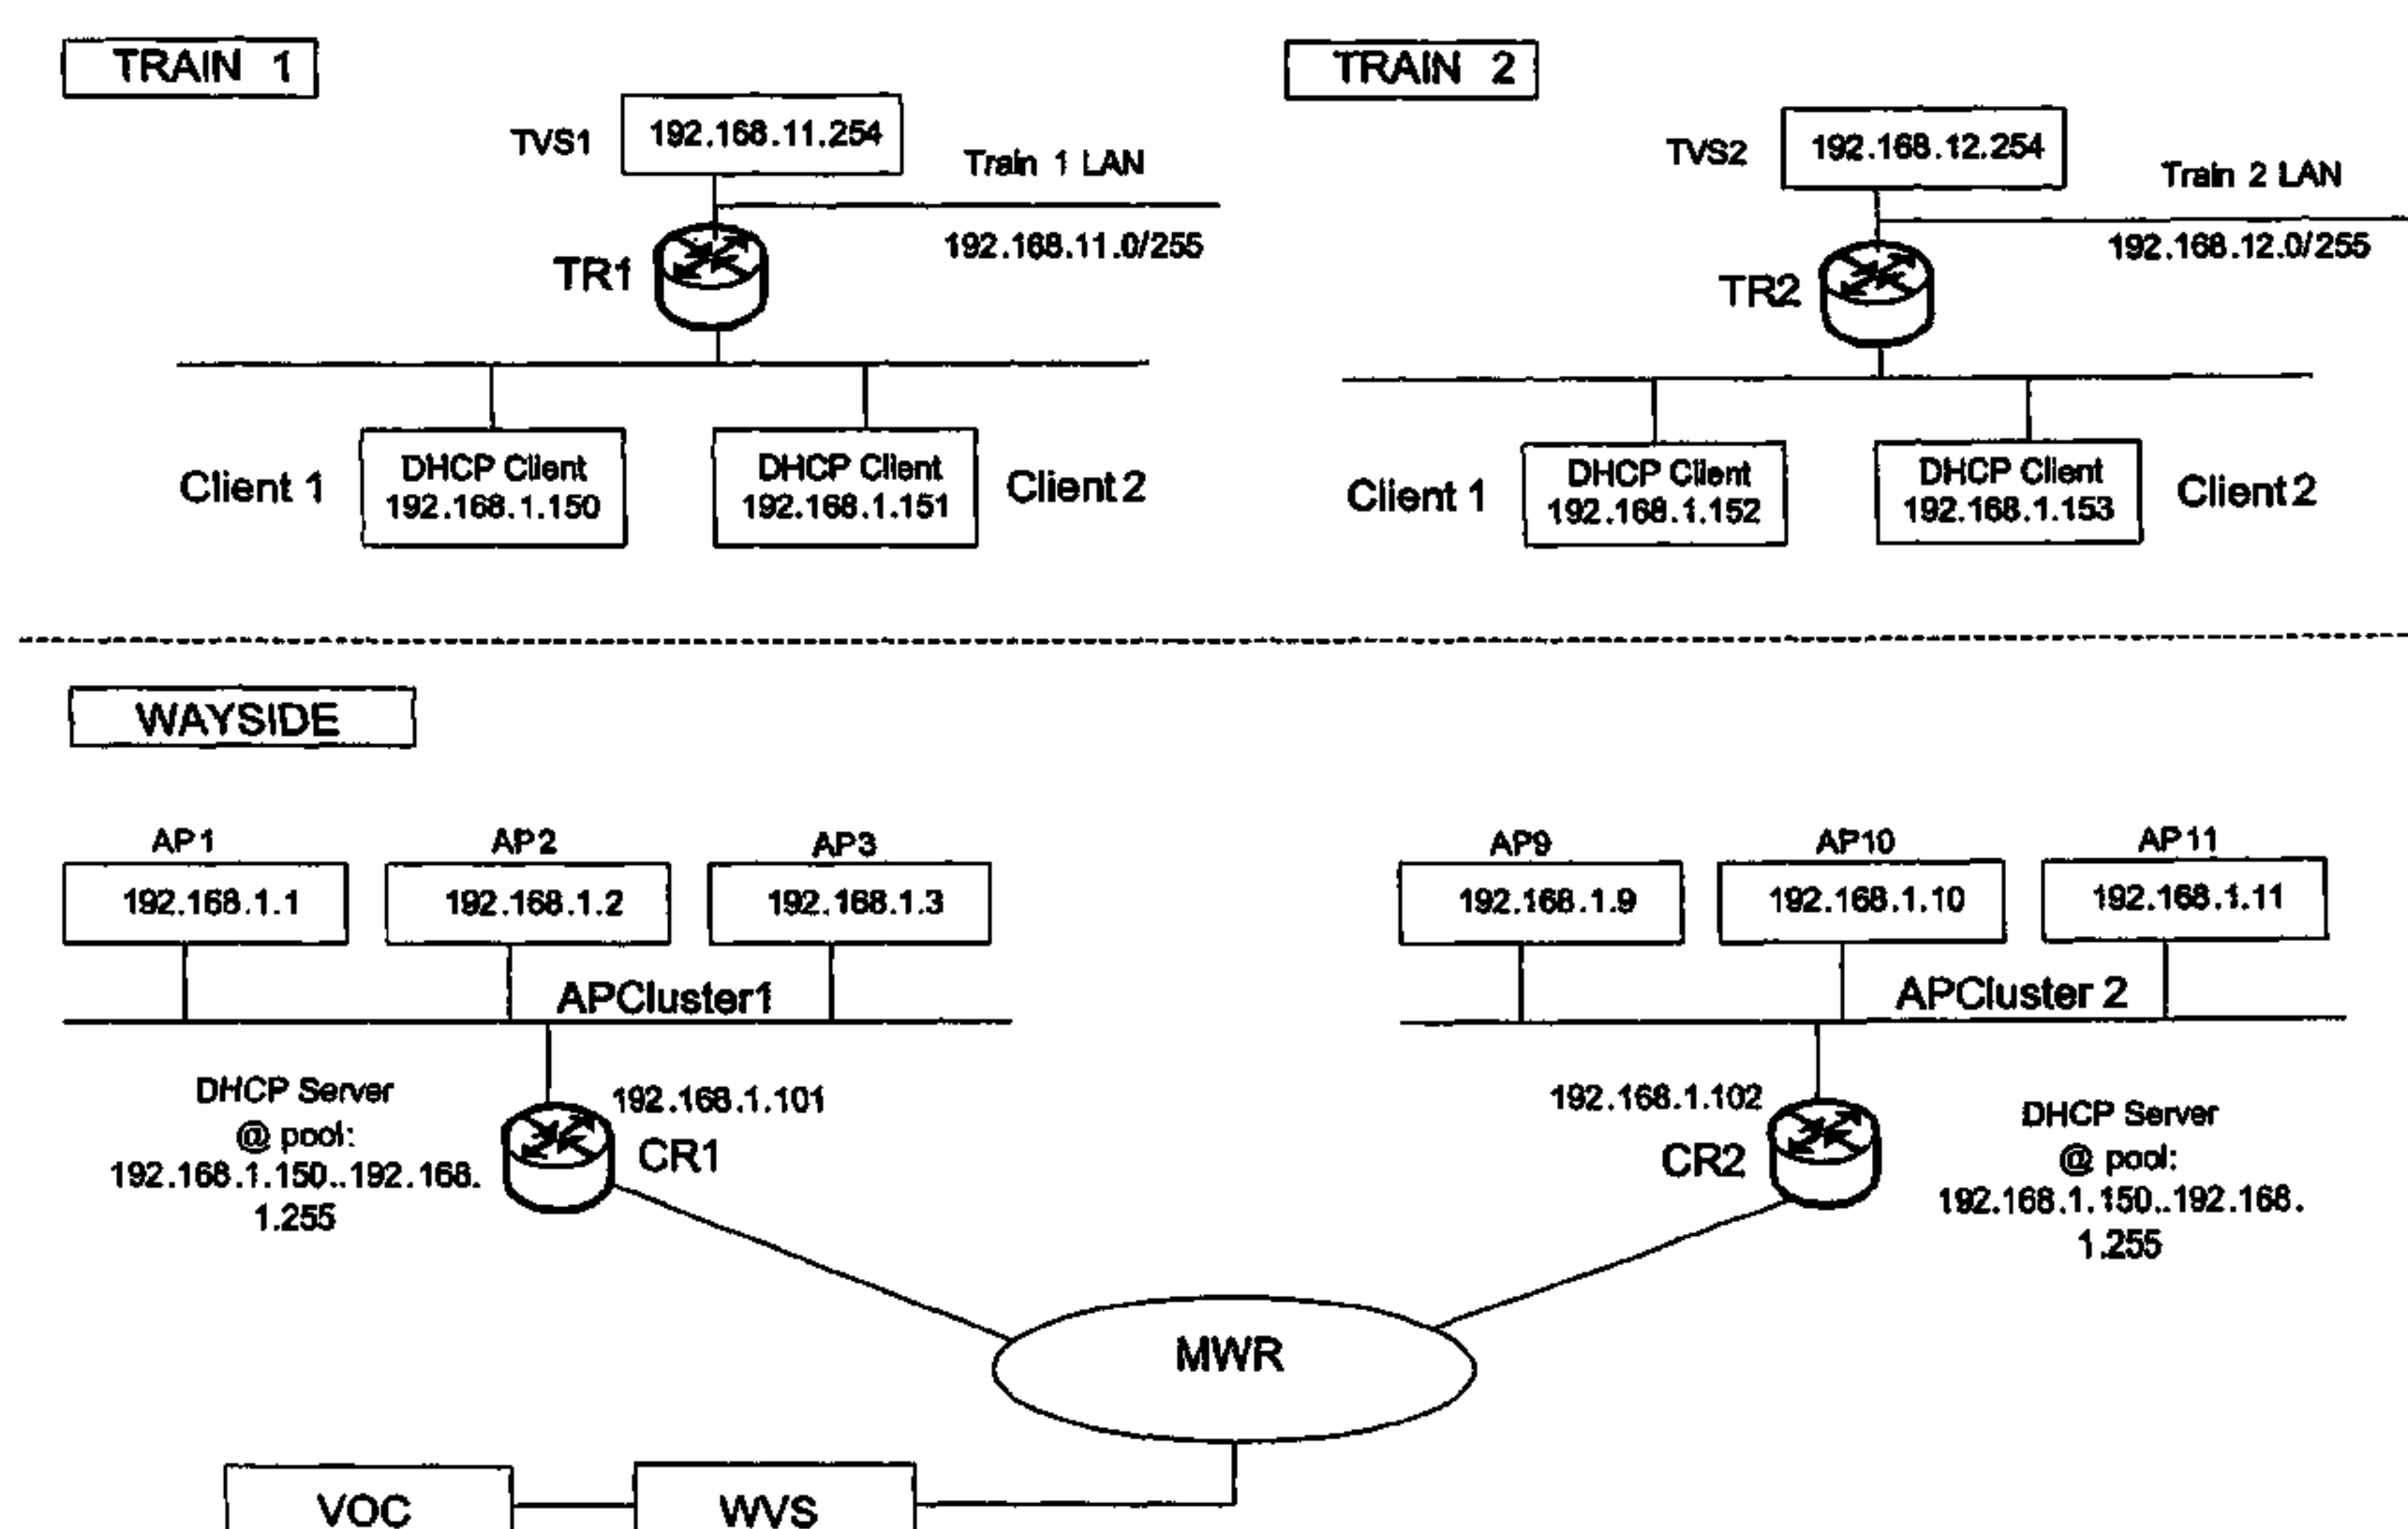 TRAIN 1
TVS1
192.168.11.254
Train 1 LAN
192.168.11.0/255
TR1
Client 1
DHCP Client
192.168.1.150
DHCP Client
192.168.1.151
Client 2
TRAIN 2
TVS2
192.168.12.254
Train 2 LAN
192.168.12.0/255
TR2
Client 1
DHCP Client
192.168.1.152
DHCP Client
192.168.1.153
Client 2
WAYSIDE
AP1
192.168.1.1
AP2
192.168.1.2
AP3
192.168.1.3
APCluster1
DHCP Server
@ pool:
192.168.1.150..192.168.
1.255
192.168.1.101
CR1
AP9
192.168.1.9
AP10
192.168.1.10
AP11
192.168.1.11
APCluster 2
192.168.1.102
CR2
DHCP Server
@ pool:
192.168.1.150..192.168.
1.255
MWR
VOC
WVS